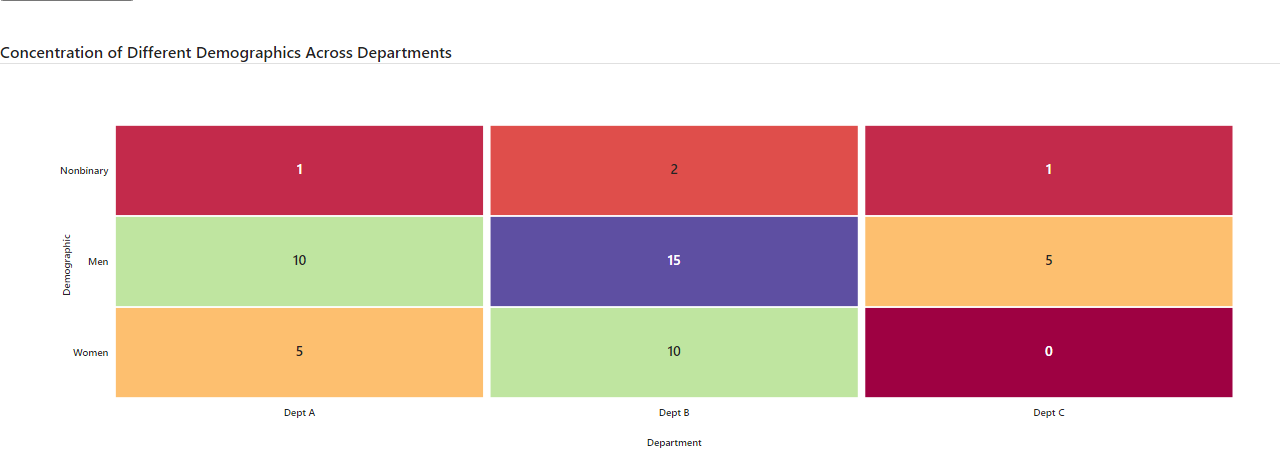 Concentration of Different Demographics Across Departments
Nonbinary 1 2 1
Demographic
Men 10 15 5
Women 5 10 0
Dept A Dept B Dept C
Department